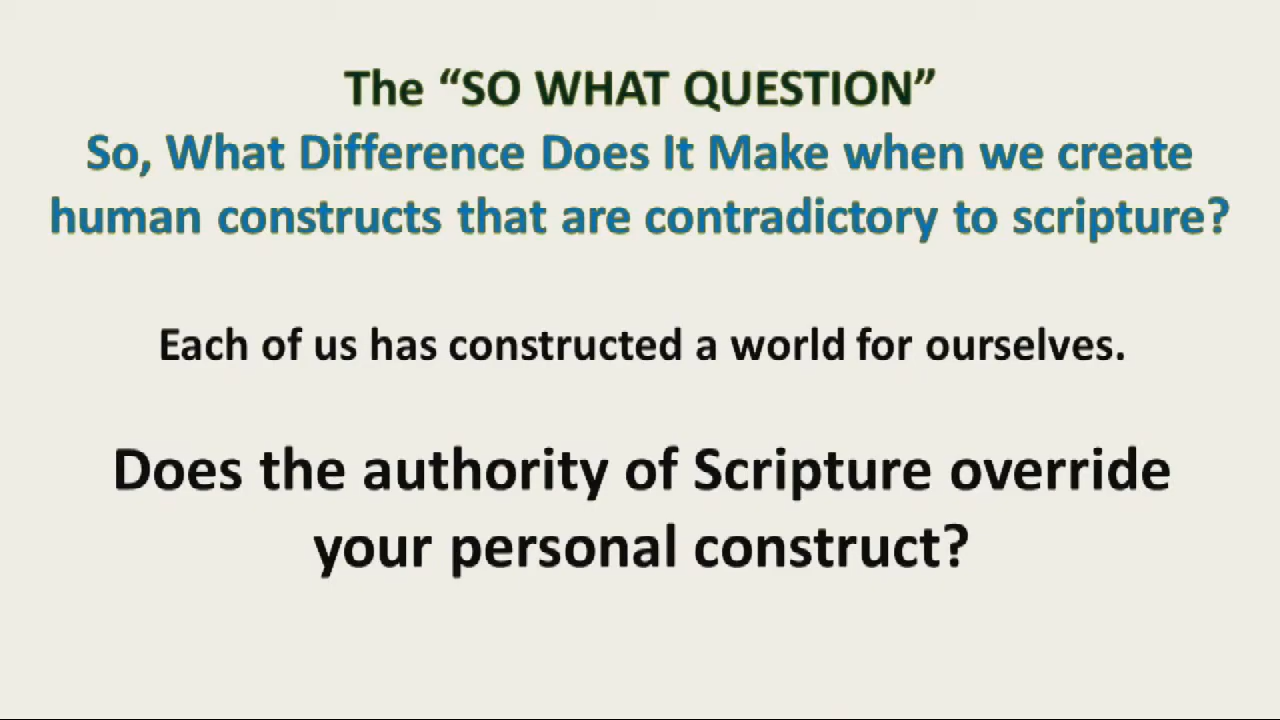 The “SO WHAT QUESTION”
So, What Difference Does It Make when we create
human constructs that are contradictory to scripture?
Each of us has constructed a world for ourselves.
Does the authority of Scripture override
your personal construct?